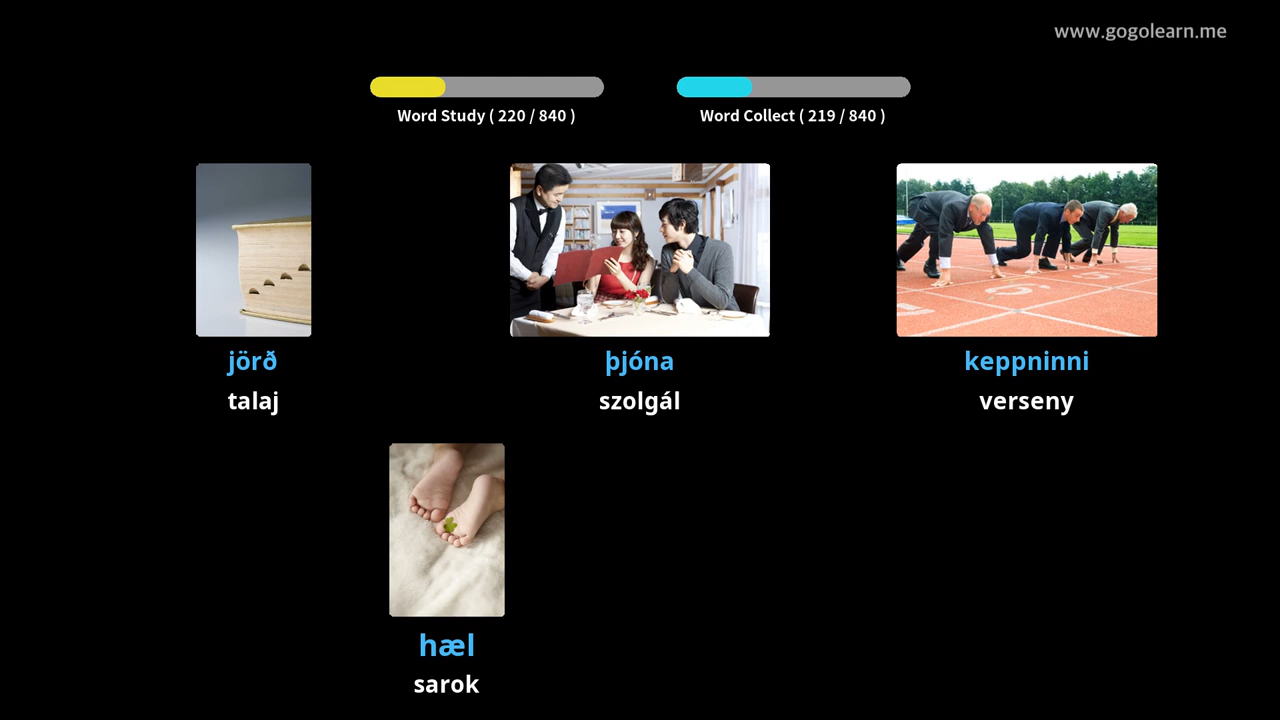 www.gogolearn.me
Word Study ( 220 / 840 )
Word Collect ( 219 / 840 )
jörð
talaj
þjóna
szolgál
keppninni
verseny
hæl
sarok